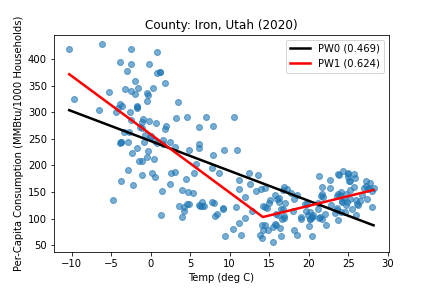 County: Iron, Utah (2020)
Per-Capita Consumption (MMBtu/1000 Households)
400
350
300
250
200
150
100
50
PW0 (0.469)
PW1 (0.624)
−10 −5 0 5 10 15 20 25 30
Temp (deg C)